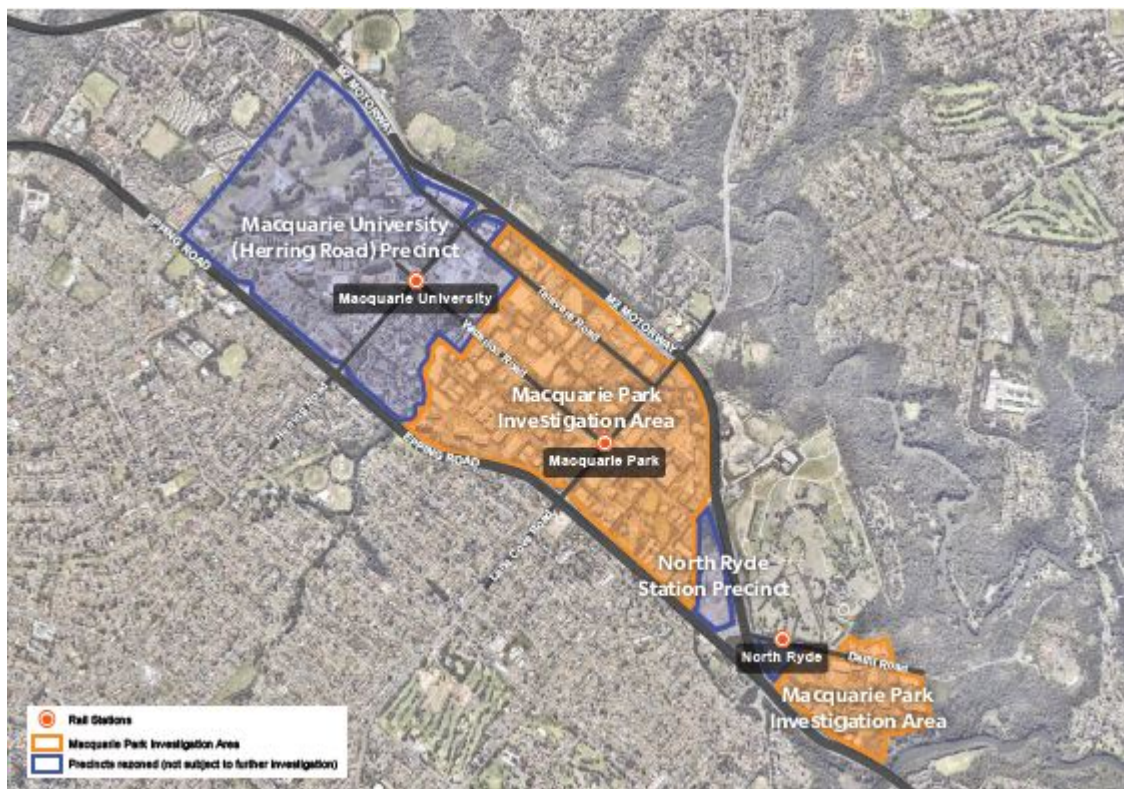 M2 MOTORWAY
Macquarie University
(Herring Road) Precinct
EPPING ROAD
Macquarie University
Talavera Road
M2 MOTORWAY
Waterloo Road
Macquarie Park
Investigation Area
Herring Road
EPPING ROAD
Macquarie Park
Lane Cove Road
North Ryde
Station Precinct
North Ryde
Delhi Road
Macquarie Park
Investigation Area
Rail Stations
Macquarie Park Investigation Area
Precincts rezoned (not subject to further investigation)